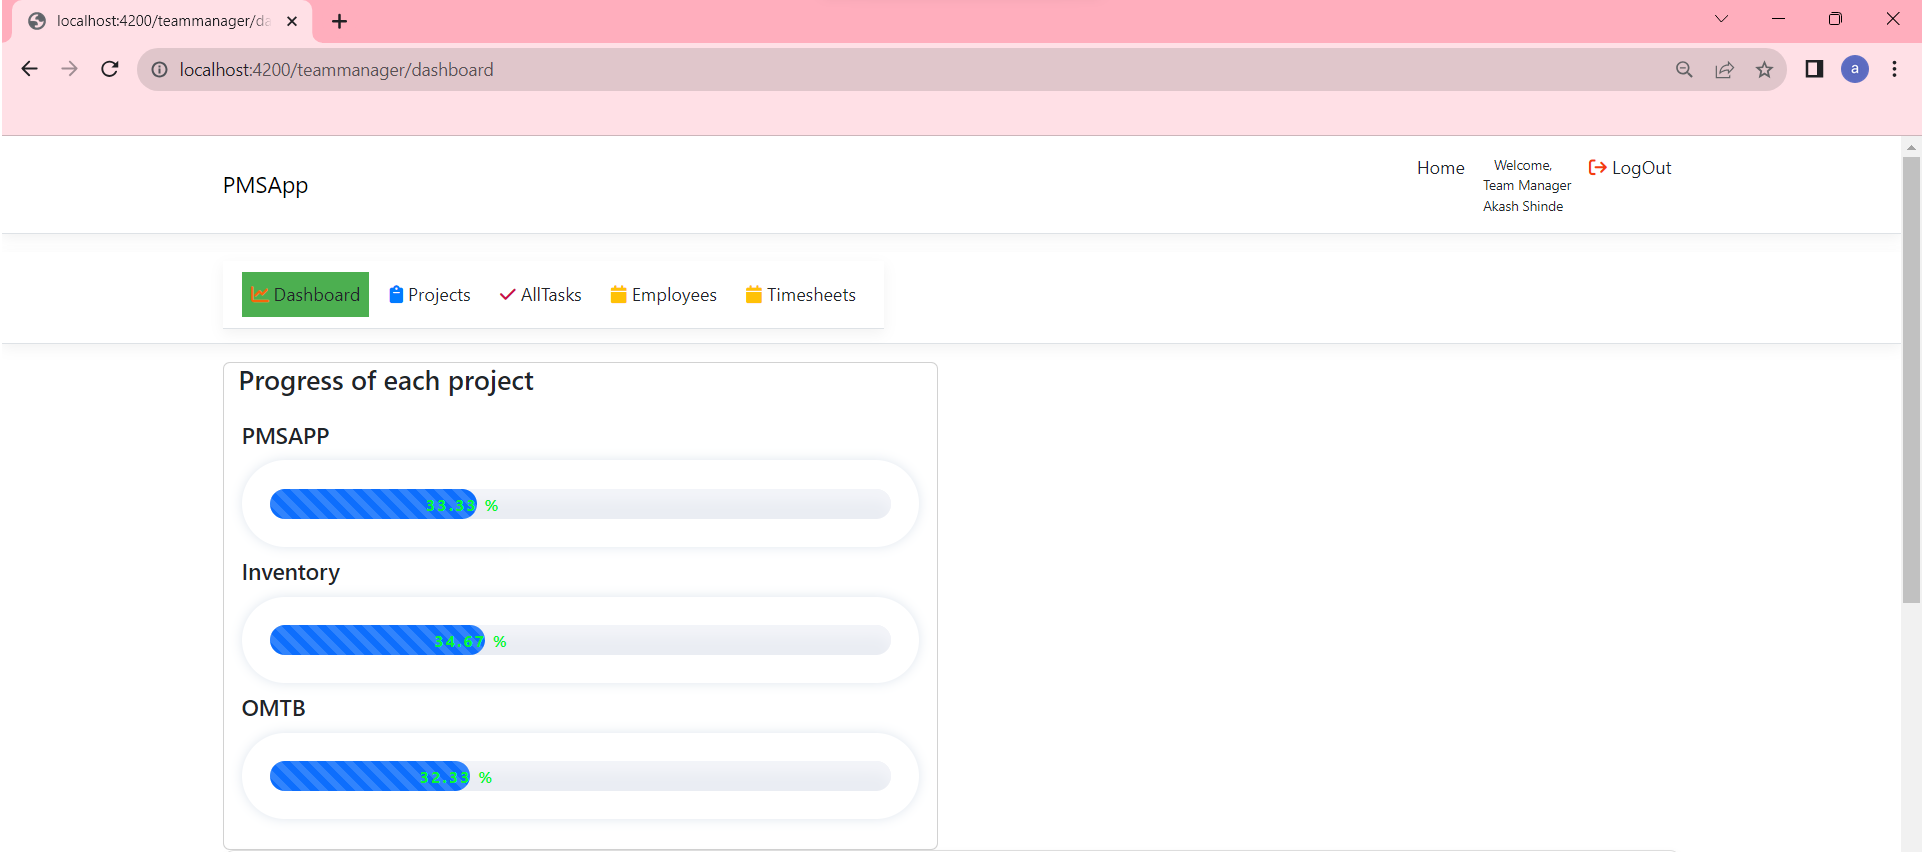 localhost:4200/teammanager/da
localhost:4200/teammanager/dashboard
a
PMSApp
Home
Welcome,
Team Manager
Akash Shinde
LogOut
Dashboard Projects AllTasks Employees Timesheets
Progress of each project
PMSAPP
33.33 %
Inventory
34.67 %
OMTB
32.33 %